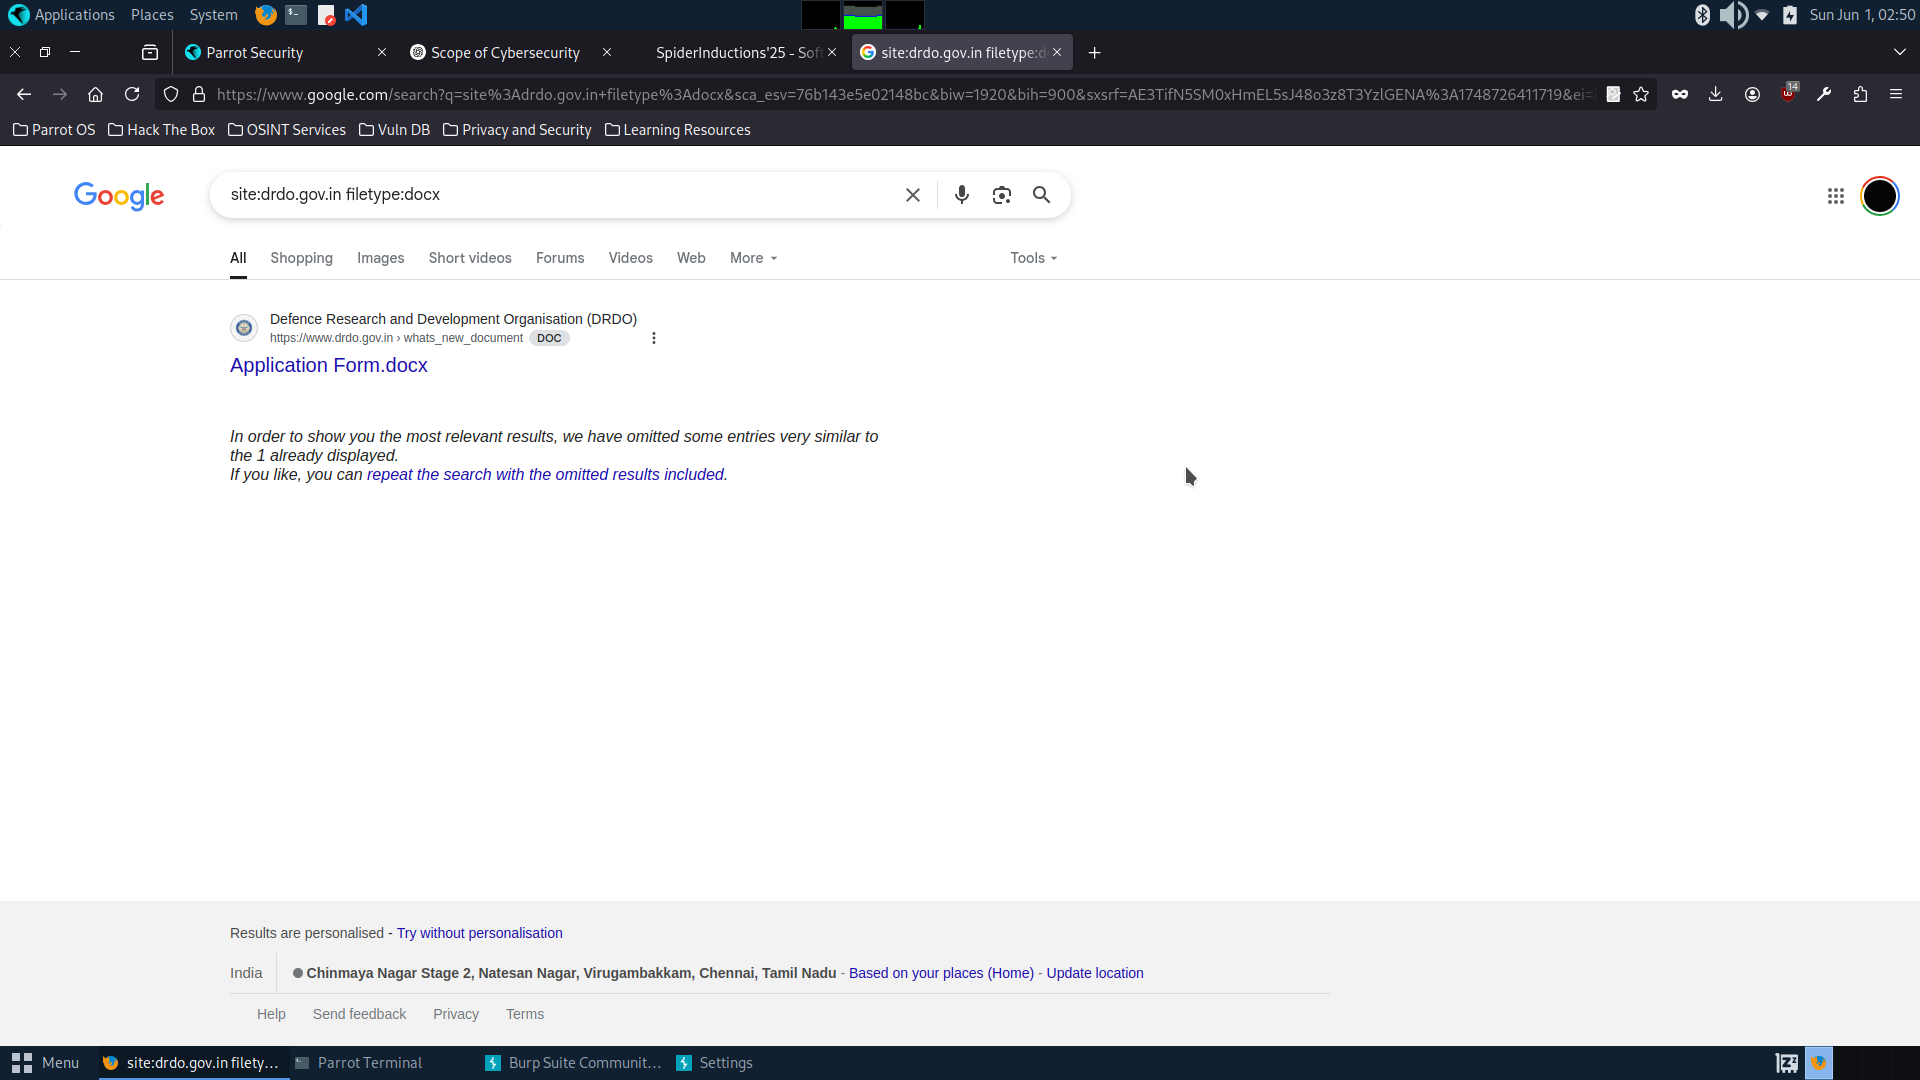 Applications Places System Sun Jun 1, 02:50
Parrot Security Scope of Cybersecurity SpiderInductions'25 - Soft site:drdo.gov.in filetype:d
https://www.google.com/search?q=site%3Adrdo.gov.in+filetype%3Adocx&sca_esv=76b143e5e02148bc&biw=1920&bih=900&sxsrf=AE3TifN5SM0xHmEL5sJ48o3z8T3YzlGENA%3A1748726411719&ei= 14
Parrot OS Hack The Box OSINT Services Vuln DB Privacy and Security Learning Resources
Google site:drdo.gov.in filetype:docx
All Shopping Images Short videos Forums Videos Web More Tools
Defence Research and Development Organisation (DRDO)
https://www.drdo.gov.in › whats_new_document DOC
Application Form.docx
In order to show you the most relevant results, we have omitted some entries very similar to
the 1 already displayed.
If you like, you can repeat the search with the omitted results included.
Results are personalised - Try without personalisation
India Chinmaya Nagar Stage 2, Natesan Nagar, Virugambakkam, Chennai, Tamil Nadu - Based on your places (Home) - Update location
Help Send feedback Privacy Terms
Menu site:drdo.gov.in filety... Parrot Terminal Burp Suite Communit... Settings